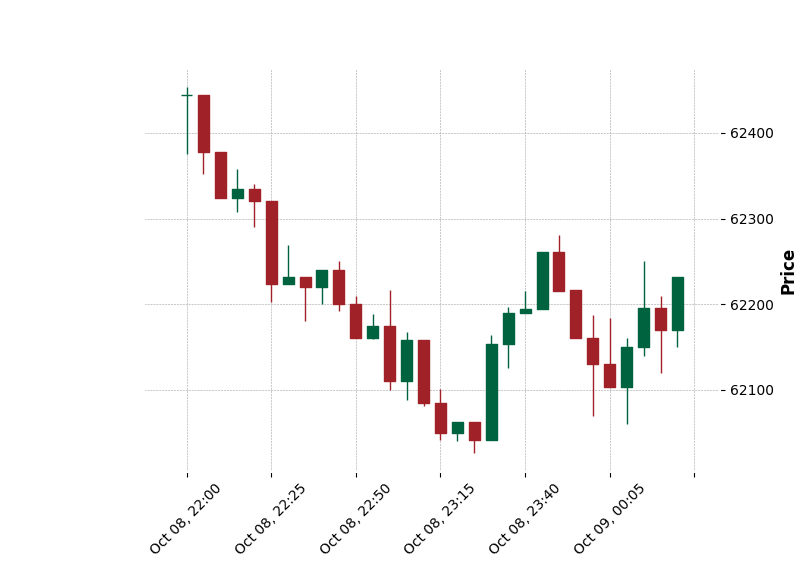 62400
62300
62200
62100
Price
Oct 08, 22:00
Oct 08, 22:25
Oct 08, 22:50
Oct 08, 23:15
Oct 08, 23:40
Oct 09, 00:05